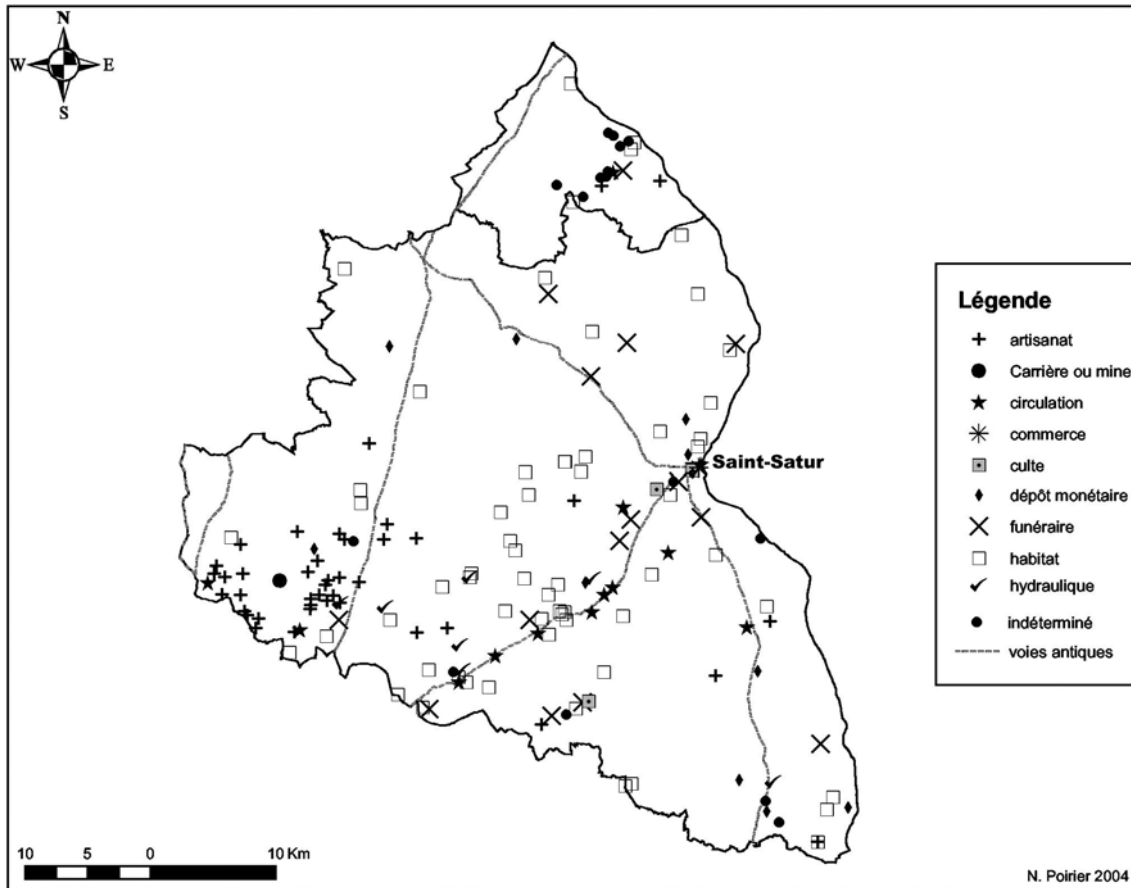 N
W E
S
Saint-Satur
Légende
artisanat
Carrière ou mine
circulation
commerce
culte
dépôt monétaire
funéraire
habitat
hydraulique
indéterminé
voies antiques
10 5 0 10 Km
N. Poirier 2004